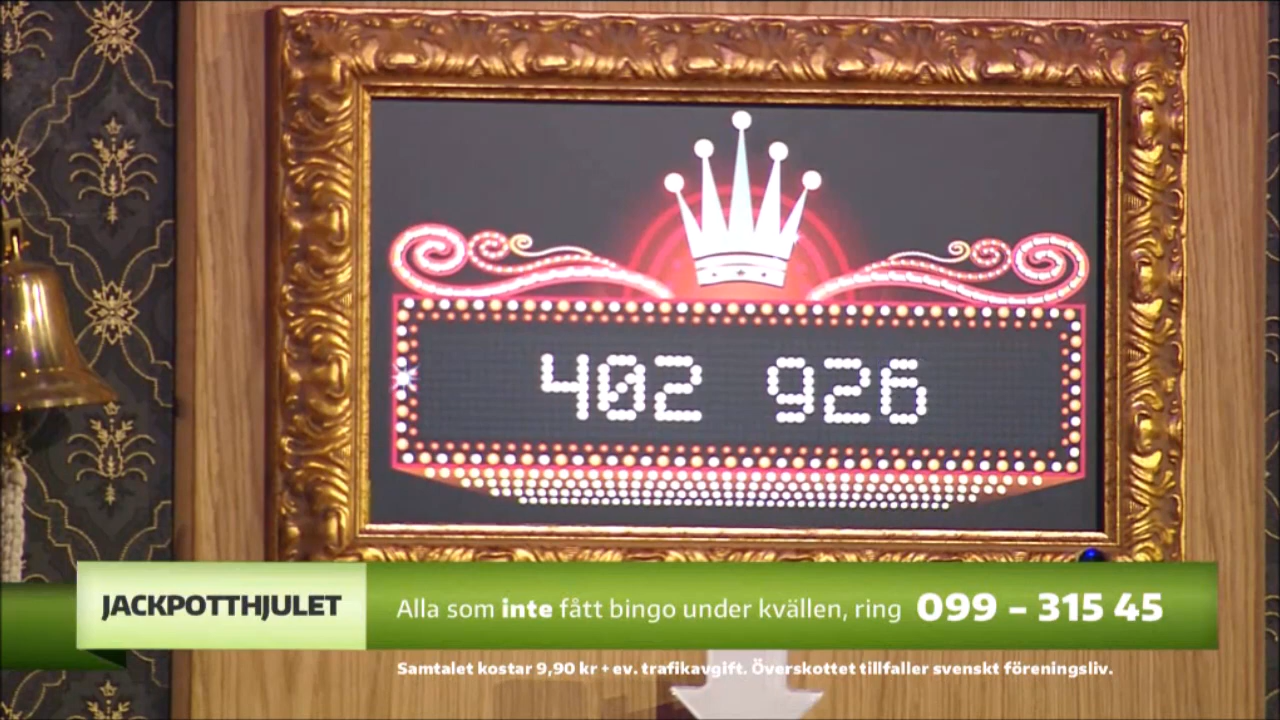 402 926
JACKPOTTHJULET
Alla som inte fått bingo under kvällen, ring 099 – 315 45
Samtalet kostar 9,90 kr + ev. trafikavgift. Överskottet tillfaller svenskt föreningsliv.